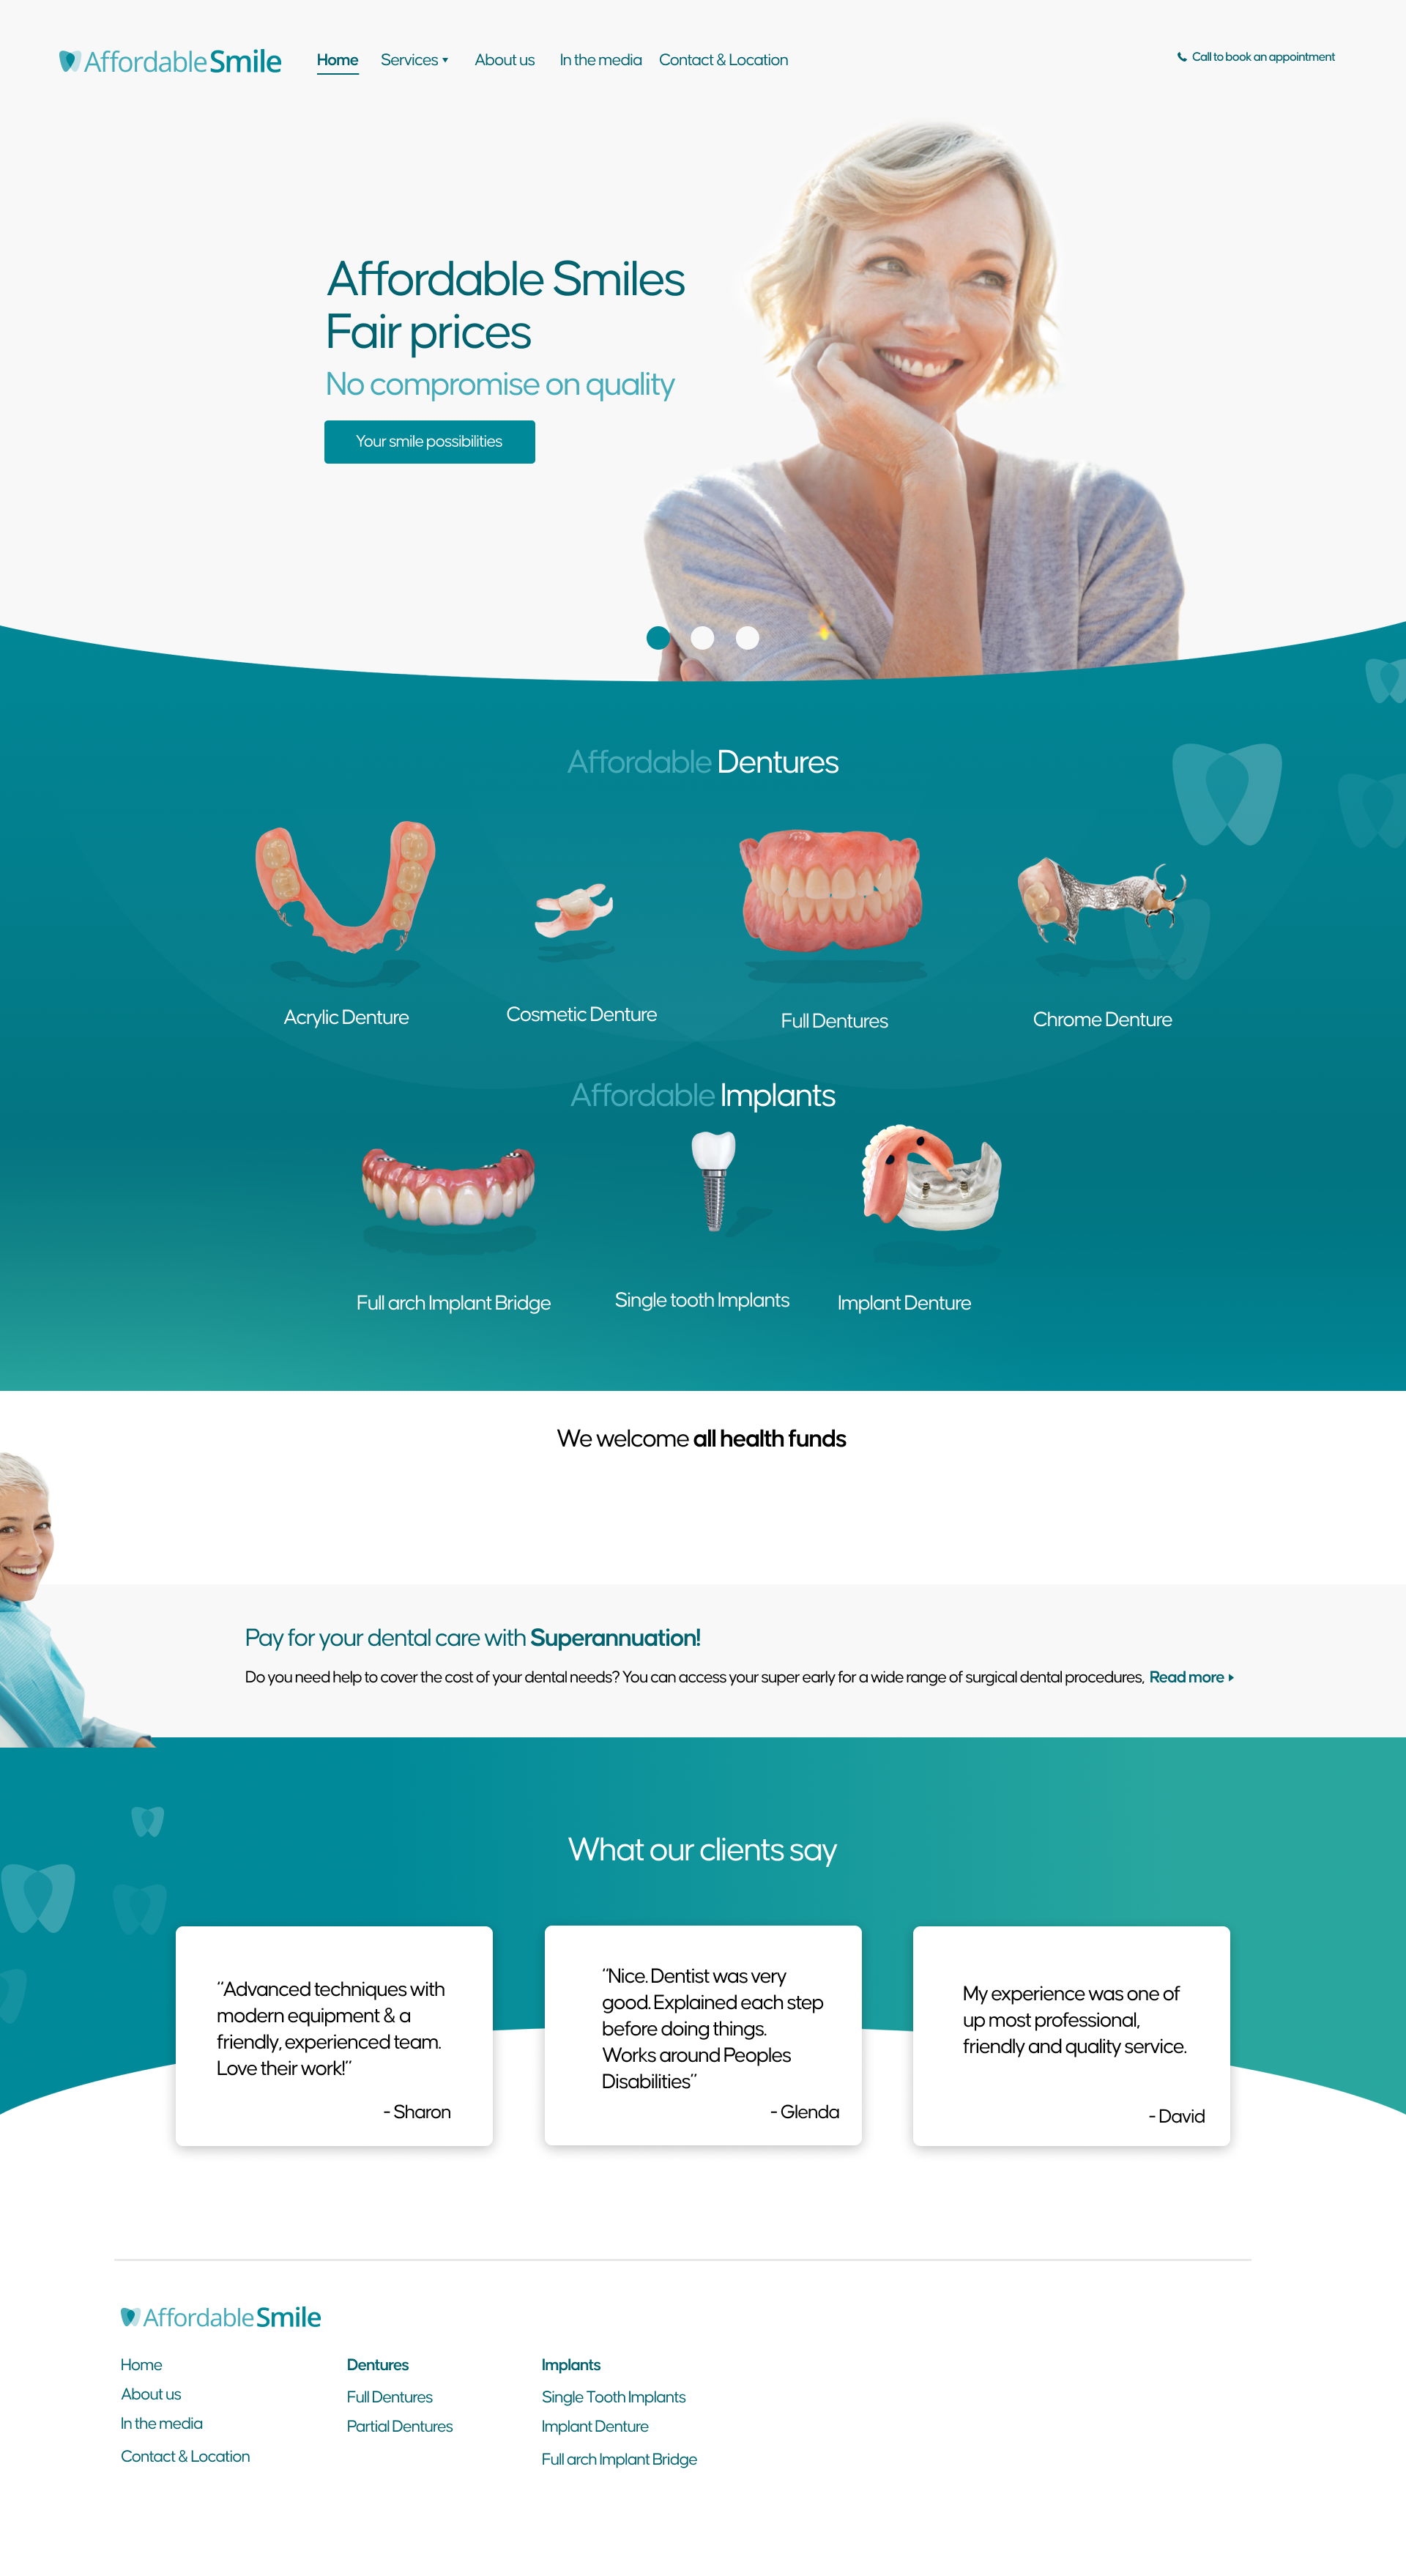 AffordableSmile
Home
Services
About us
In the media
Contact & Location
Call to book an appointment
Affordable Smiles
Fair prices
No compromise on quality
Your smile possibilities
Affordable Dentures
Acrylic Denture
Cosmetic Denture
Full Dentures
Chrome Denture
Affordable Implants
Full arch Implant Bridge
Single tooth Implants
Implant Denture
We welcome all health funds
Pay for your dental care with Superannuation!
Do you need help to cover the cost of your dental needs? You can access your super early for a wide range of surgical dental procedures, Read more
What our clients say
“Advanced techniques with
modern equipment & a
friendly, experienced team.
Love their work!”
- Sharon
“Nice. Dentist was very
good. Explained each step
before doing things.
Works around Peoples
Disabilities”
- Glenda
My experience was one of
up most professional,
friendly and quality service.
- David
AffordableSmile
Home
About us
In the media
Contact & Location
Dentures
Full Dentures
Partial Dentures
Implants
Single Tooth Implants
Implant Denture
Full arch Implant Bridge